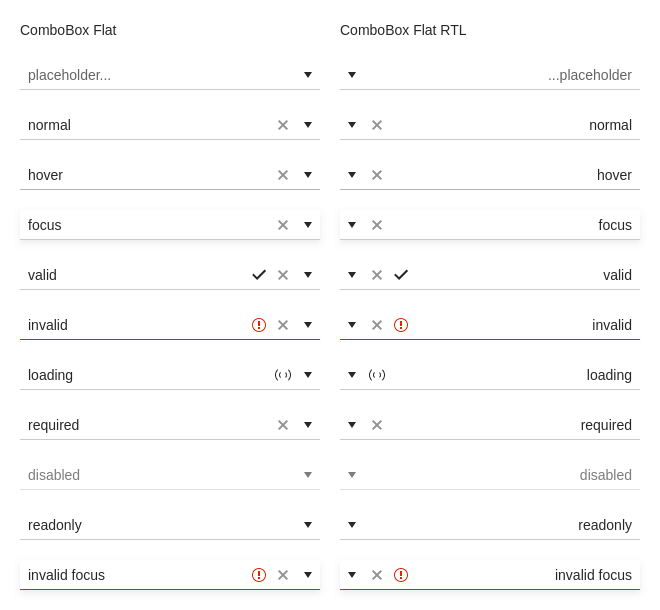 ComboBox Flat
placeholder...
normal
hover
focus
valid
invalid
loading
required
disabled
readonly
invalid focus
ComboBox Flat RTL
...placeholder
normal
hover
focus
valid
invalid
loading
required
disabled
readonly
invalid focus